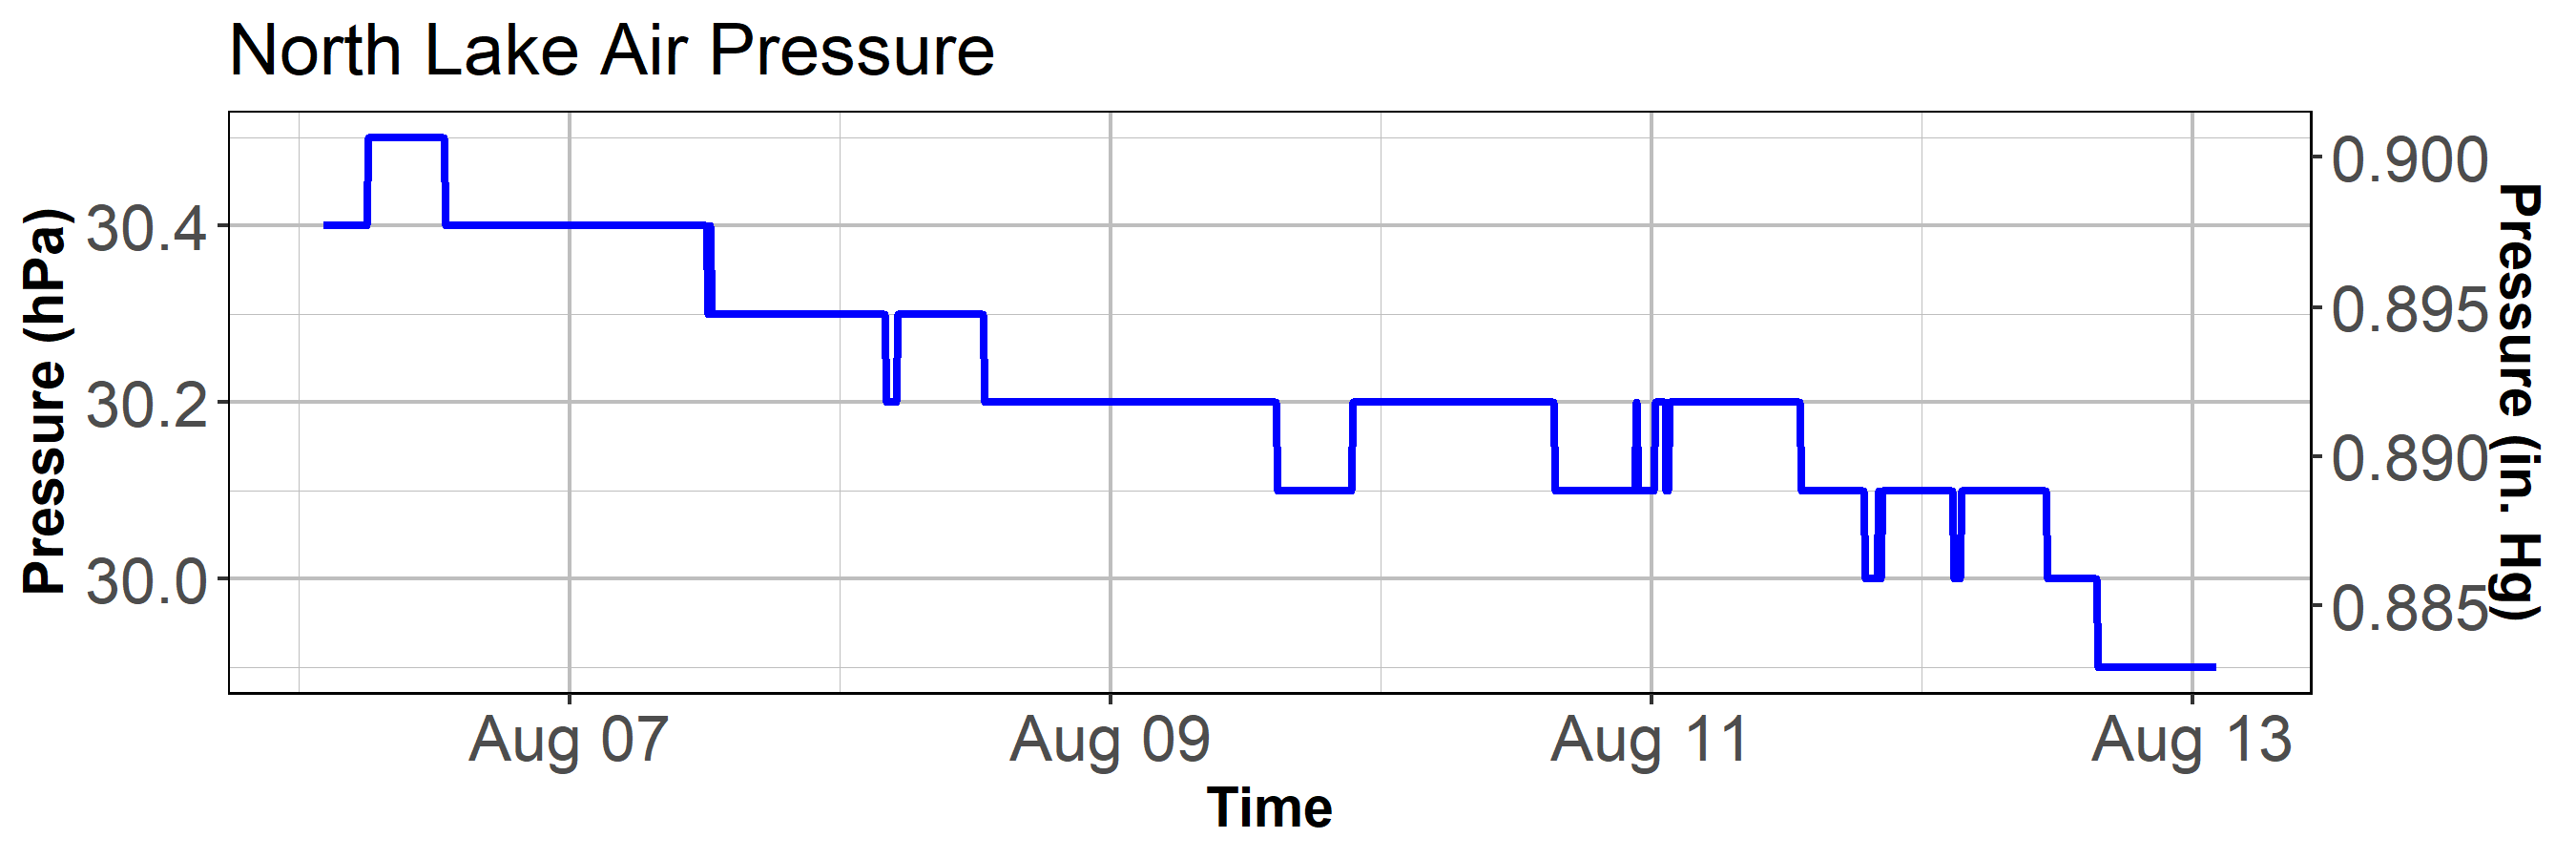 North Lake Air Pressure
Pressure (hPa)
30.4
30.2
30.0
0.900
0.895
0.890
0.885
Pressure (in. Hg)
Aug 07 Aug 09 Aug 11 Aug 13
Time